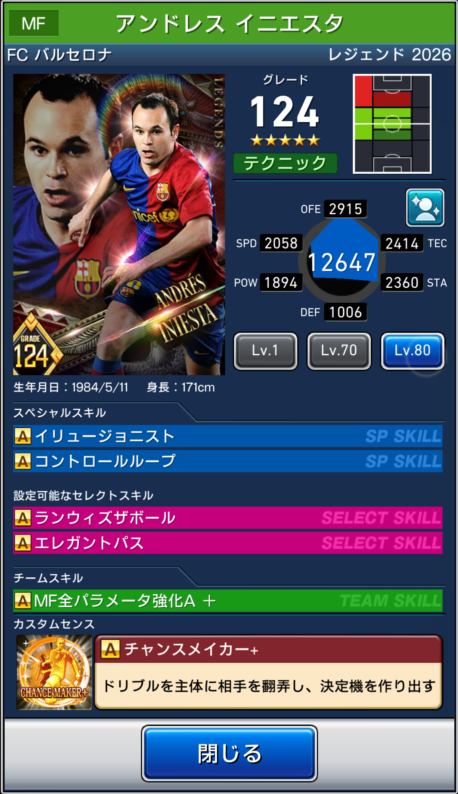 MF アンドレス イニエスタ
FC バルセロナ レジェンド 2026
LEGENDS
unicef
ANDRÉS
INIESTA
GRADE
124
グレード
124
★★★★★
テクニック
OFE 2915
SPD 2058 2414 TEC
12647
POW 1894 2360 STA
DEF 1006
Lv.1 Lv.70 Lv.80
生年月日：1984/5/11 身長：171cm
スペシャルスキル
A イリュージョニスト SP SKILL
A コントロールループ SP SKILL
設定可能なセレクトスキル
A ランウィズザボール SELECT SKILL
A エレガントパス SELECT SKILL
チームスキル
A MF全パラメータ強化A ＋ TEAM SKILL
カスタムセンス
CHANCE MAKER+
A チャンスメイカー+
ドリブルを主体に相手を翻弄し、決定機を作り出す
閉じる